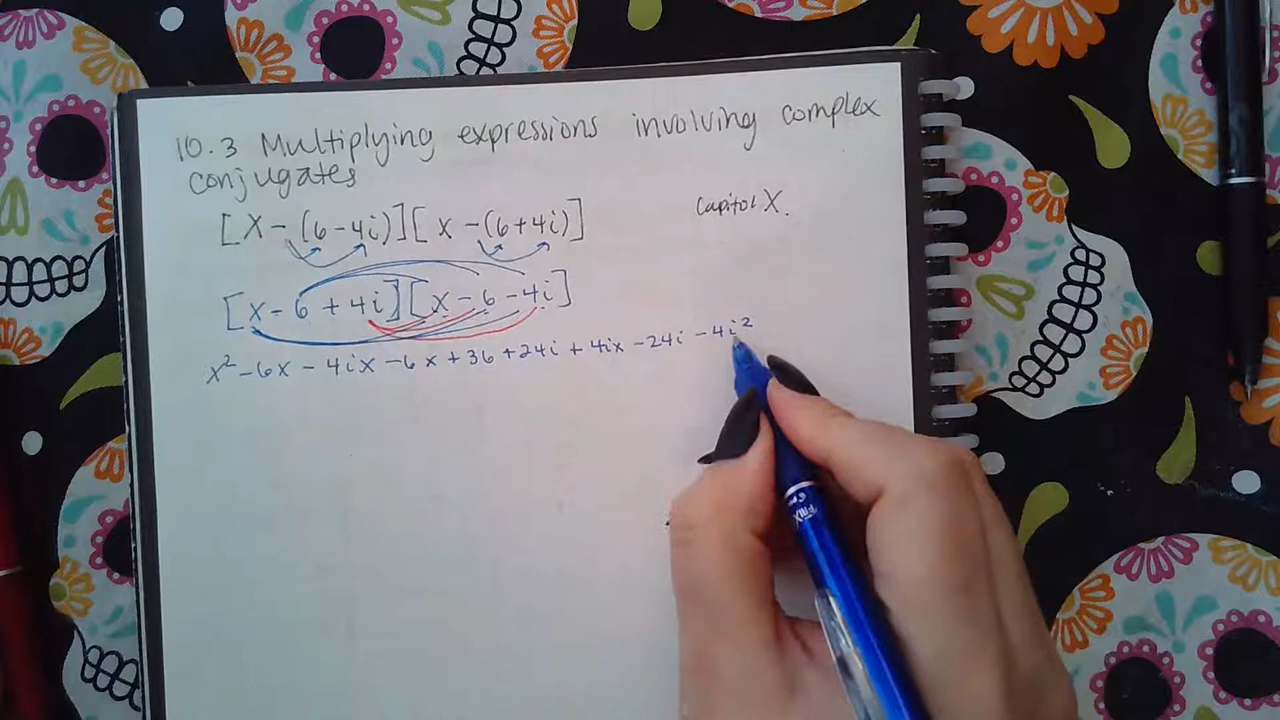 10.3 Multiplying expressions involving complex
conjugates
[X - (6 - 4i)][x - (6 + 4i)]
Capitol X.
[x - 6 + 4i][x - 6 - 4i]
x² - 6x - 4ix - 6x + 36 + 24i + 4ix - 24i - 4i²